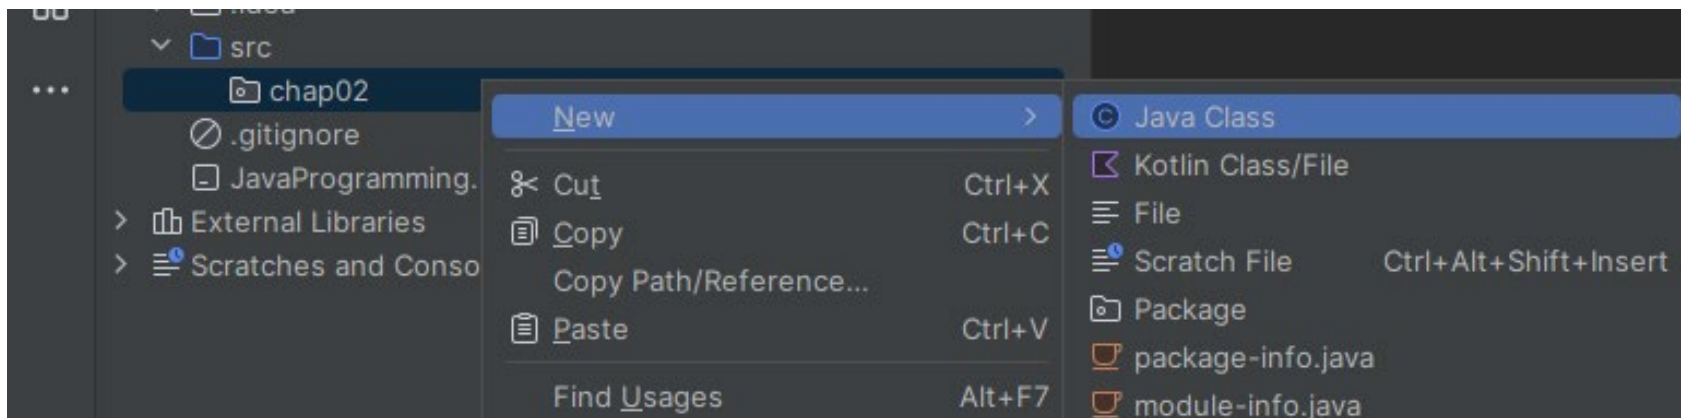 .idea
src
chap02
.gitignore
JavaProgramming.
External Libraries
Scratches and Conso
New
Cut Ctrl+X
Copy Ctrl+C
Copy Path/Reference...
Paste Ctrl+V
Find Usages Alt+F7
Java Class
Kotlin Class/File
File
Scratch File Ctrl+Alt+Shift+Insert
Package
package-info.java
module-info.java